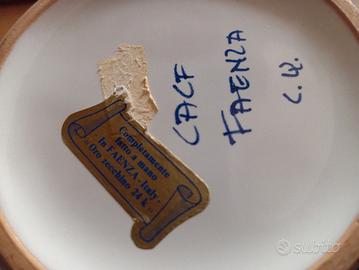 CACF
FAENZA
C.W.
Completamente
fatto a mano
In FAENZA - Italy -
« Oro zecchino 24 k »
subito